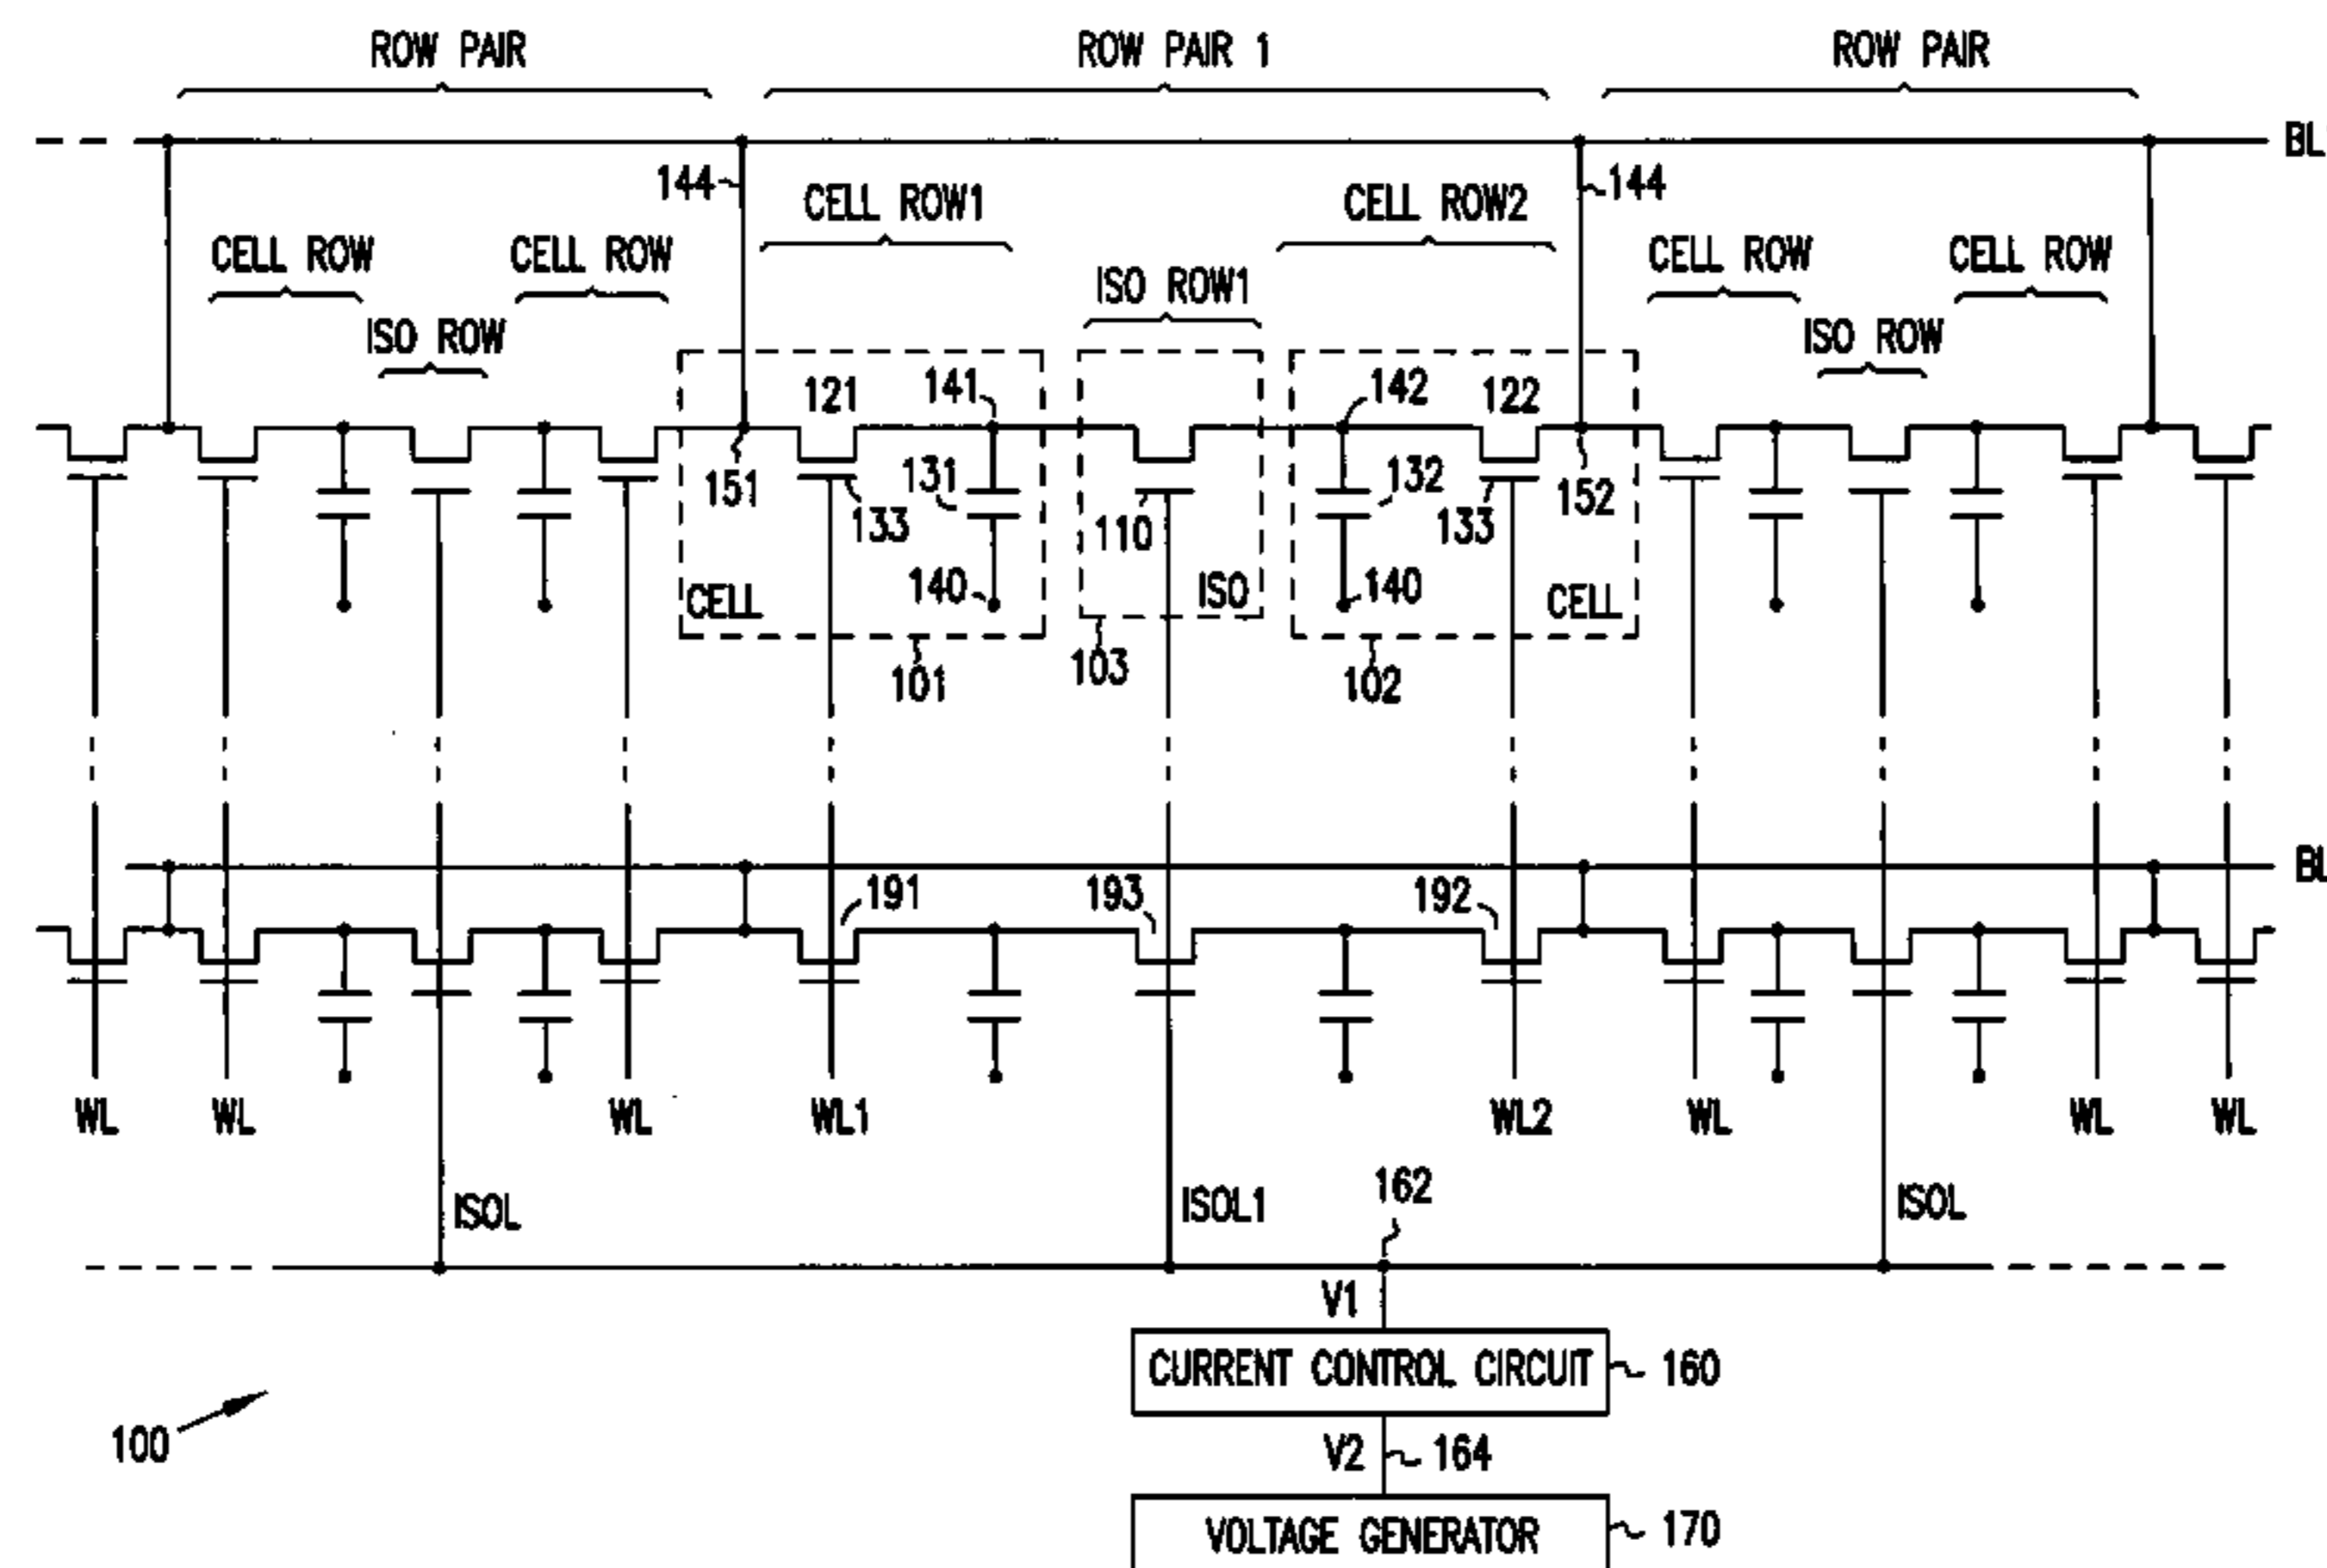 ROW PAIR ROW PAIR 1 ROW PAIR
BL
144 144
CELL ROW1 CELL ROW2
CELL ROW CELL ROW CELL ROW CELL ROW
ISO ROW1
ISO ROW ISO ROW
121 141 142 122
151 133 131 110 132 133 152
CELL 140 ISO 140 CELL
101 103 102
BL
191 193 192
WL WL WL WL1 WL2 WL WL WL
ISOL ISOL1 162 ISOL
V1
CURRENT CONTROL CIRCUIT 160
100
V2 164
VOLTAGE GENERATOR 170